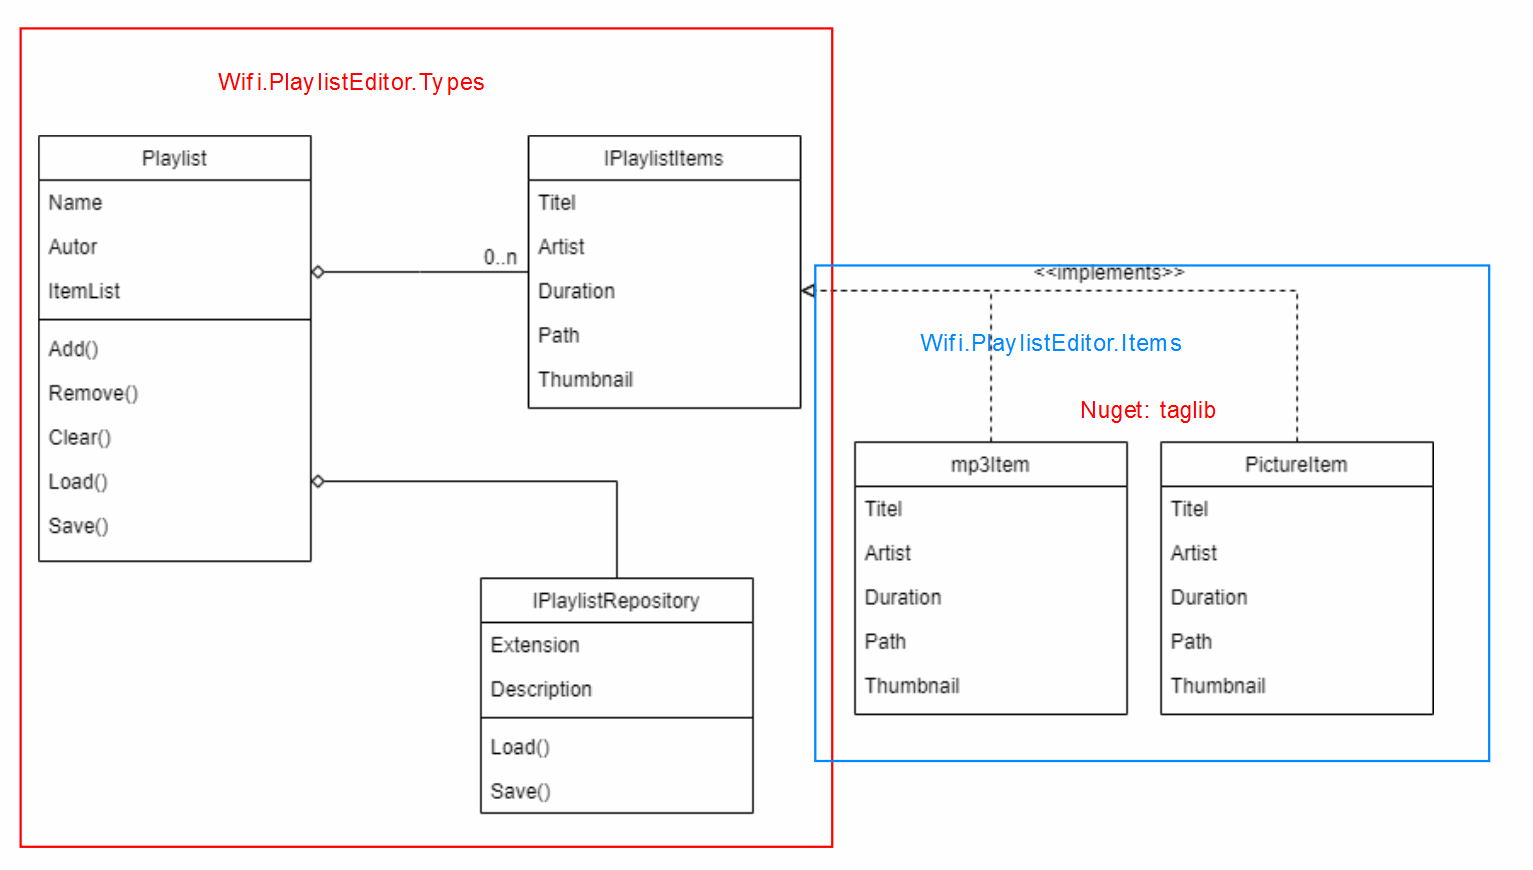 Wifi.PlaylistEditor.Types
Playlist
Name
Autor
ItemList
Add()
Remove()
Clear()
Load()
Save()
0..n
IPlaylistItems
Titel
Artist
Duration
Path
Thumbnail
IPlaylistRepository
Extension
Description
Load()
Save()
<<implements>>
Wifi.PlaylistEditor.Items
Nuget: taglib
mp3Item
Titel
Artist
Duration
Path
Thumbnail
PictureItem
Titel
Artist
Duration
Path
Thumbnail